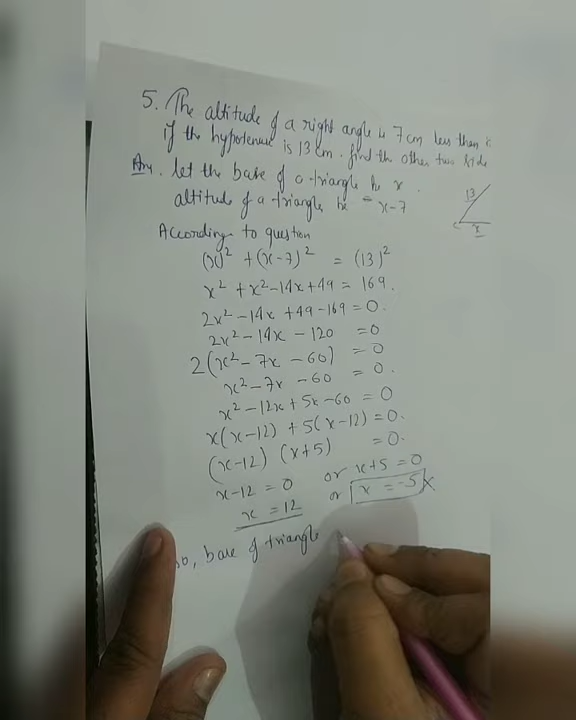 5. The altitude of a right angle is 7 cm less than
if the hypotenuse is 13 cm. find the other two side
Ans. let the base of a triangle be x.
altitude of a triangle be = x-7
13
According to question
(x)² + (x-7)² = (13)²
x² + x² - 14x + 49 = 169.
2x² - 14x + 49 - 169 = 0.
2x² - 14x - 120 = 0
2(x² - 7x - 60) = 0
x² - 7x - 60 = 0.
x² - 12x + 5x - 60 = 0
x(x-12) + 5(x-12) = 0.
(x-12) (x+5) = 0.
x-12 = 0 or x+5 = 0
x = 12 or x = -5 x
so, base of triangle